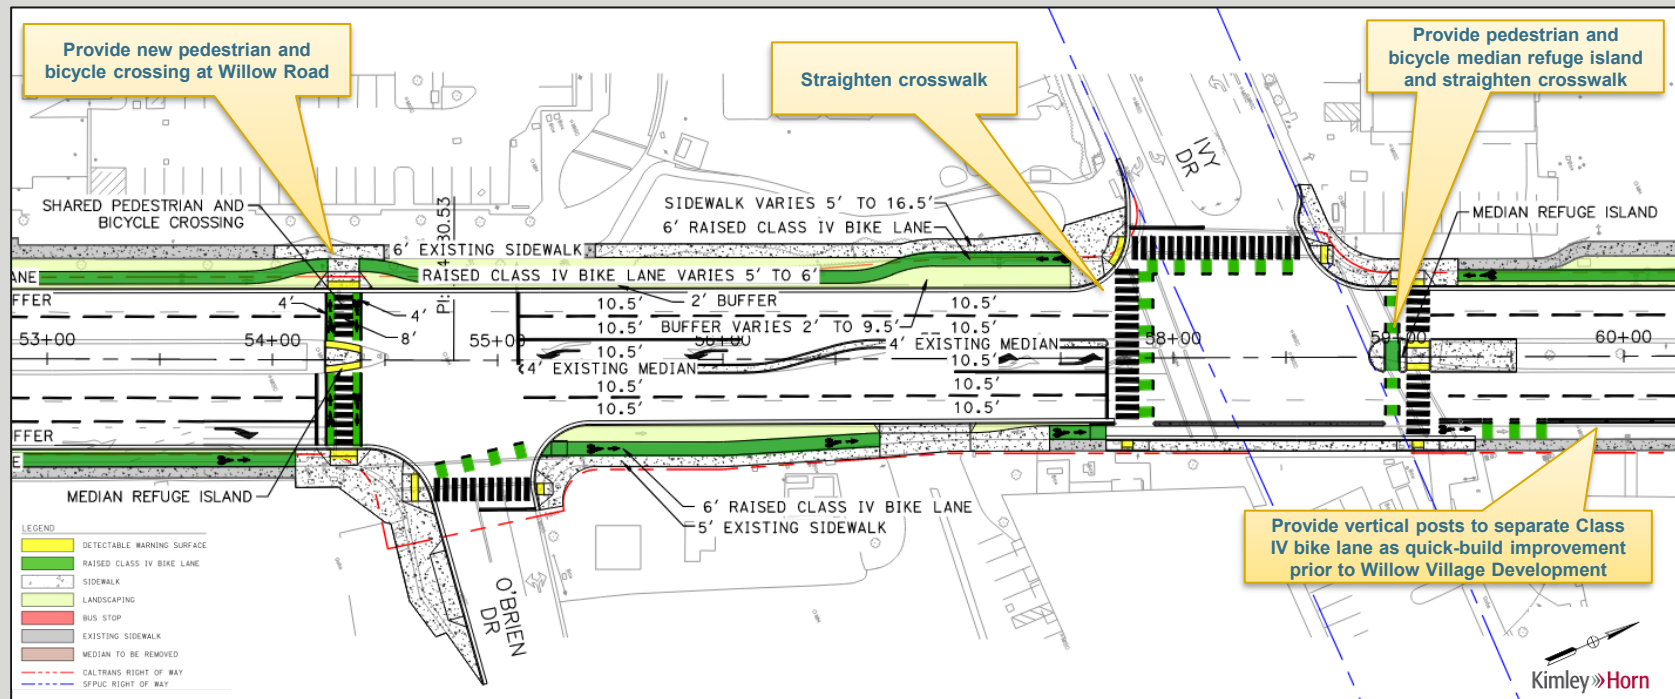 Provide new pedestrian and
bicycle crossing at Willow Road
Straighten crosswalk
Provide pedestrian and
bicycle median refuge island
and straighten crosswalk
IVY
DR
SHARED PEDESTRIAN AND
BICYCLE CROSSING
SIDEWALK VARIES 5' TO 16.5'
6' RAISED CLASS IV BIKE LANE
MEDIAN REFUGE ISLAND
6' EXISTING SIDEWALK
ANE
RAISED CLASS IV BIKE LANE VARIES 5' TO 6'
BUFFER
4'
2' BUFFER
10.5'
10.5'
4'
10.5'
BUFFER VARIES 2' TO 9.5'
10.5'
8'
53+00
54+00
55+00
56+00
58+00
59+00
60+00
10.5'
4' EXISTING MEDIAN
10.5'
4' EXISTING MEDIAN
10.5'
10.5'
10.5'
10.5'
UFFER
E
MEDIAN REFUGE ISLAND
6' RAISED CLASS IV BIKE LANE
5' EXISTING SIDEWALK
O'BRIEN
DR
Provide vertical posts to separate Class
IV bike lane as quick-build improvement
prior to Willow Village Development
LEGEND
DETECTABLE WARNING SURFACE
RAISED CLASS IV BIKE LANE
SIDEWALK
LANDSCAPING
BUS STOP
EXISTING SIDEWALK
MEDIAN TO BE REMOVED
CALTRANS RIGHT OF WAY
SFPUC RIGHT OF WAY
Kimley»Horn